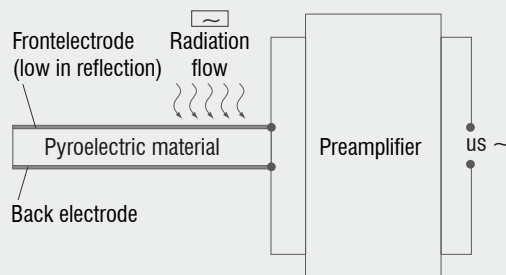 ~
Frontelectrode
(low in reflection)
Radiation
flow
Pyroelectric material
Preamplifier
us ~
Back electrode